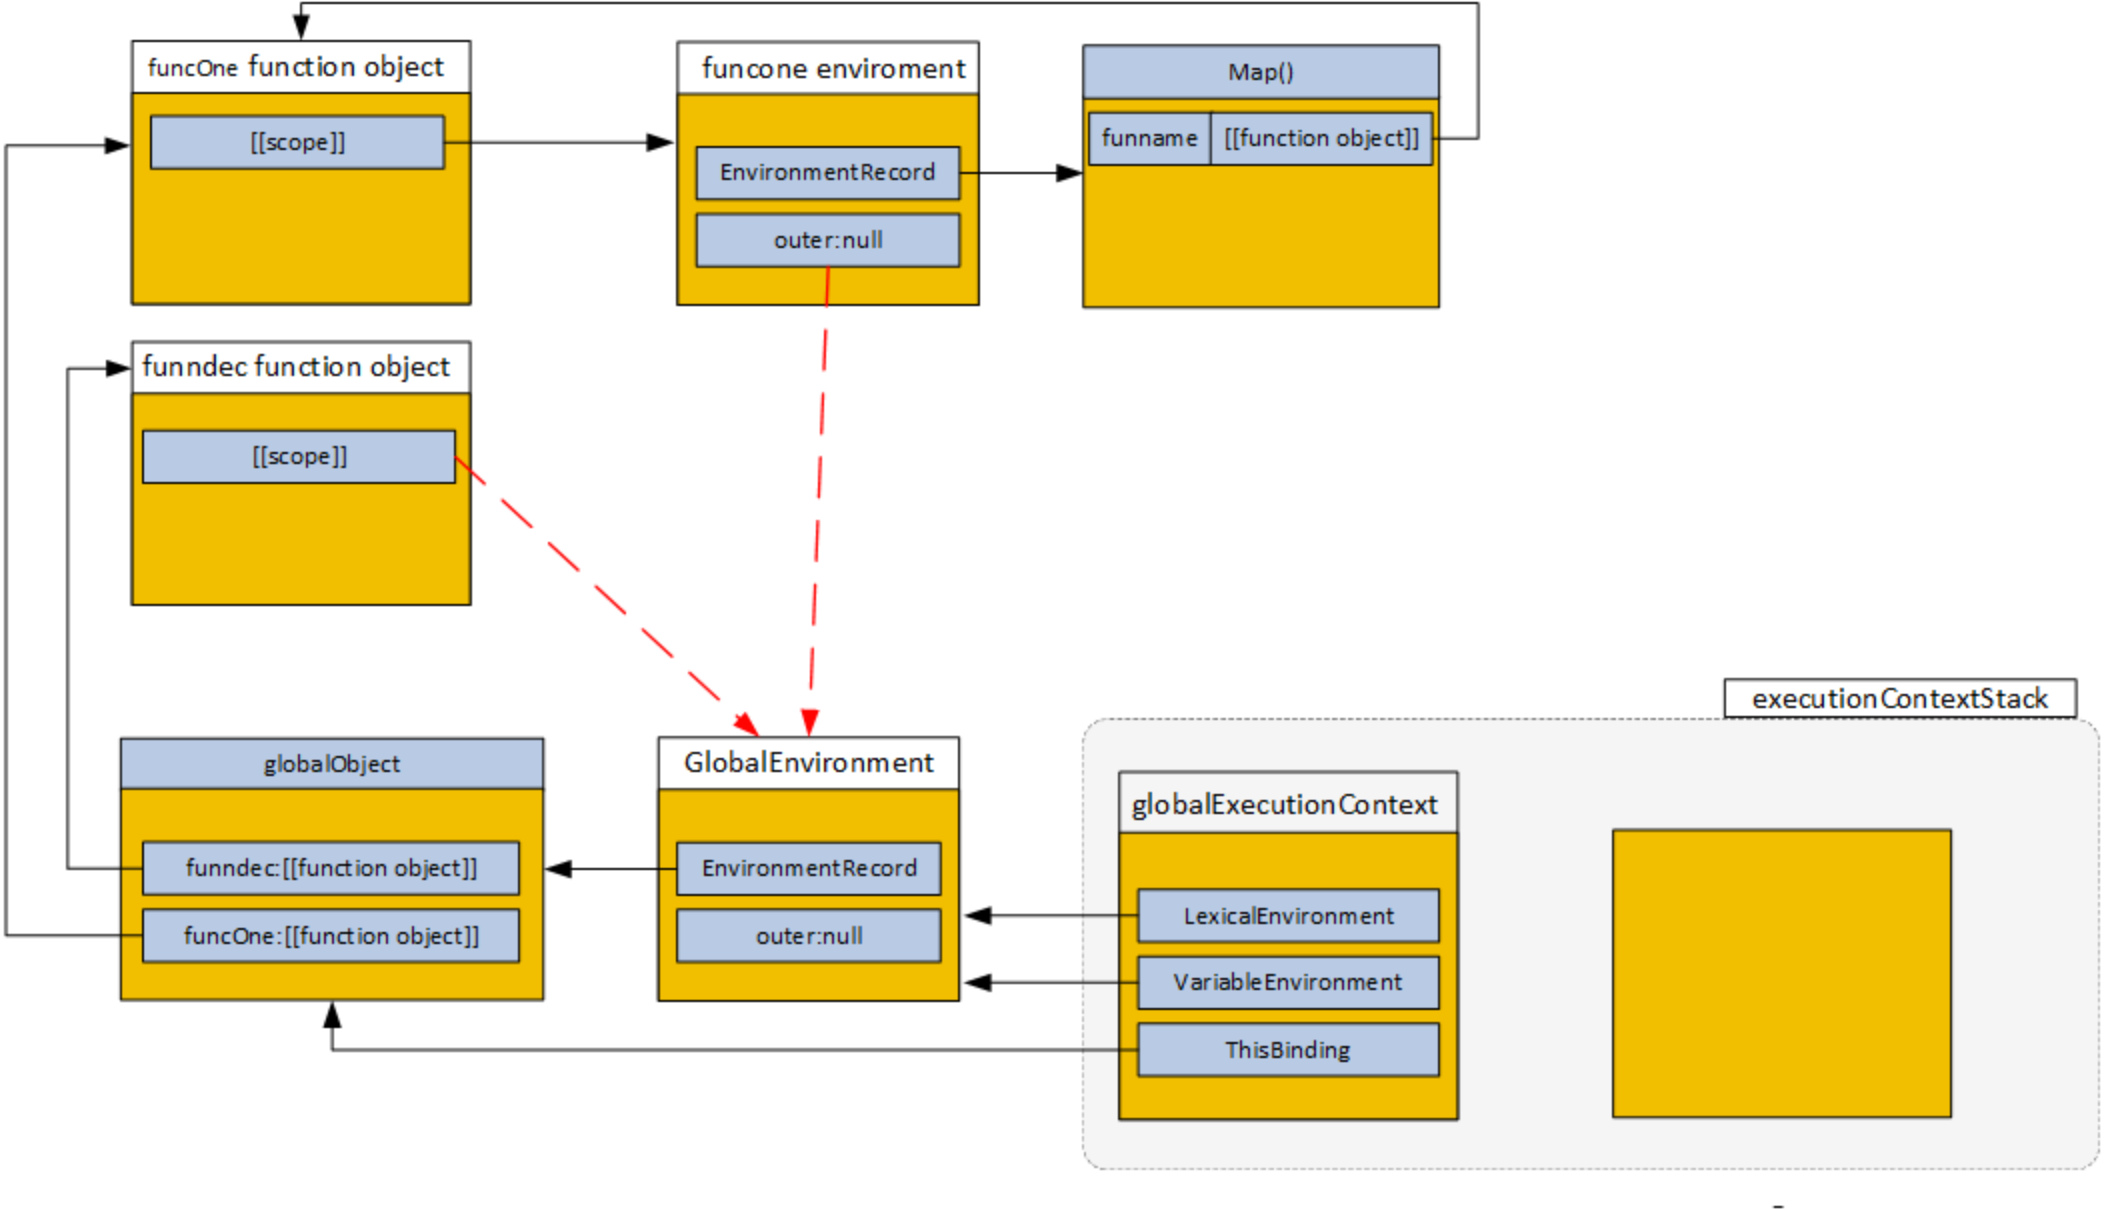 funcOne function object
[[scope]]
funcone enviroment
EnvironmentRecord
outer:null
Map()
funname
[[function object]]
funndec function object
[[scope]]
executionContextStack
globalObject
funndec:[[function object]]
funcOne:[[function object]]
GlobalEnvironment
EnvironmentRecord
outer:null
globalExecutionContext
LexicalEnvironment
VariableEnvironment
ThisBinding